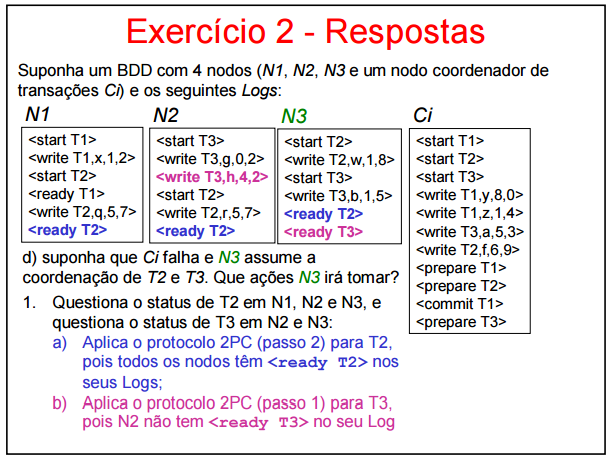 Exercício 2 - Respostas
Suponha um BDD com 4 nodos (N1, N2, N3 e um nodo coordenador de
transações Ci) e os seguintes Logs:
N1
<start T1>
<write T1,x,1,2>
<start T2>
<ready T1>
<write T2,q,5,7>
<ready T2>
N2
<start T3>
<write T3,g,0,2>
<write T3,h,4,2>
<start T2>
<write T2,r,5,7>
<ready T2>
N3
<start T2>
<write T2,w,1,8>
<start T3>
<write T3,b,1,5>
<ready T2>
<ready T3>
Ci
<start T1>
<start T2>
<start T3>
<write T1,y,8,0>
<write T1,z,1,4>
<write T3,a,5,3>
<write T2,f,6,9>
<prepare T1>
<prepare T2>
<commit T1>
<prepare T3>
d) suponha que Ci falha e N3 assume a
coordenação de T2 e T3. Que ações N3 irá tomar?
1. Questiona o status de T2 em N1, N2 e N3, e
questiona o status de T3 em N2 e N3:
a) Aplica o protocolo 2PC (passo 2) para T2,
pois todos os nodos têm <ready T2> nos
seus Logs;
b) Aplica o protocolo 2PC (passo 1) para T3,
pois N2 não tem <ready T3> no seu Log